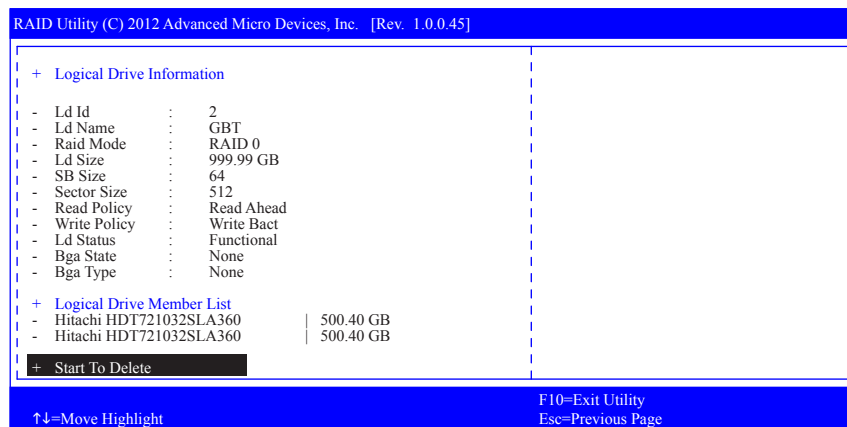 RAID Utility (C) 2012 Advanced Micro Devices, Inc. [Rev. 1.0.0.45]
+ Logical Drive Information
- Ld Id : 2
- Ld Name : GBT
- Raid Mode : RAID 0
- Ld Size : 999.99 GB
- SB Size : 64
- Sector Size : 512
- Read Policy : Read Ahead
- Write Policy : Write Bact
- Ld Status : Functional
- Bga State : None
- Bga Type : None
+ Logical Drive Member List
- Hitachi HDT721032SLA360 | 500.40 GB
- Hitachi HDT721032SLA360 | 500.40 GB
+ Start To Delete
F10=Exit Utility
↑↓=Move Highlight Esc=Previous Page